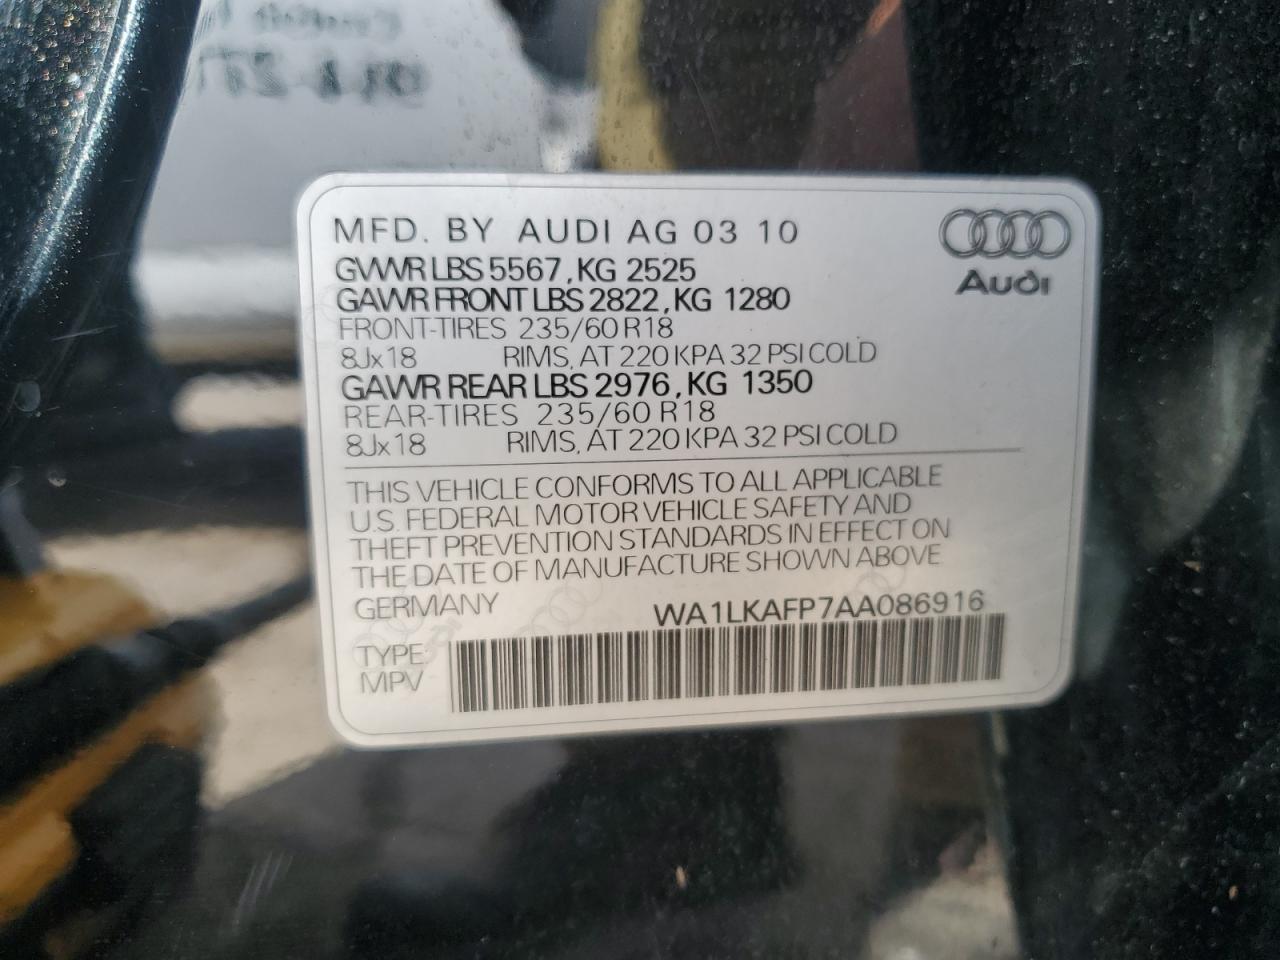 MFD. BY AUDI AG 03 10
GVWR LBS 5567, KG 2525
GAWR FRONT LBS 2822, KG 1280
FRONT-TIRES 235/60 R18
8Jx18 RIMS, AT 220 KPA 32 PSI COLD
GAWR REAR LBS 2976, KG 1350
REAR-TIRES 235/60 R18
8Jx18 RIMS, AT 220 KPA 32 PSI COLD
Audi
THIS VEHICLE CONFORMS TO ALL APPLICABLE
U.S. FEDERAL MOTOR VEHICLE SAFETY AND
THEFT PREVENTION STANDARDS IN EFFECT ON
THE DATE OF MANUFACTURE SHOWN ABOVE
GERMANY WA1LKAFP7AA086916
TYPE:
MPV